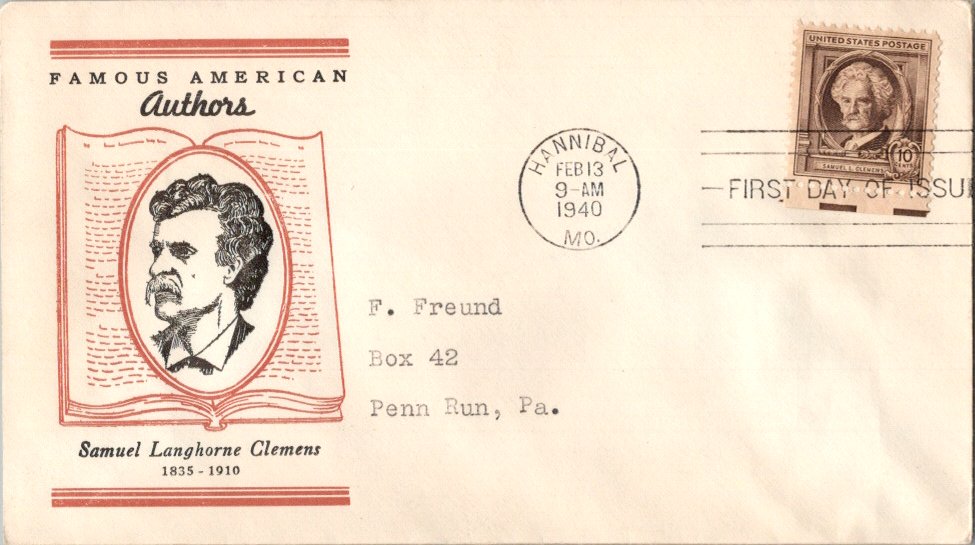 FAMOUS AMERICAN
Authors
Samuel Langhorne Clemens
1835 - 1910
HANNIBAL
FEB 13
9-AM
1940
MO.
UNITED STATES POSTAGE
10
CENTS
SAMUEL L. CLEMENS
FIRST DAY OF ISSUE
F. Freund
Box 42
Penn Run, Pa.